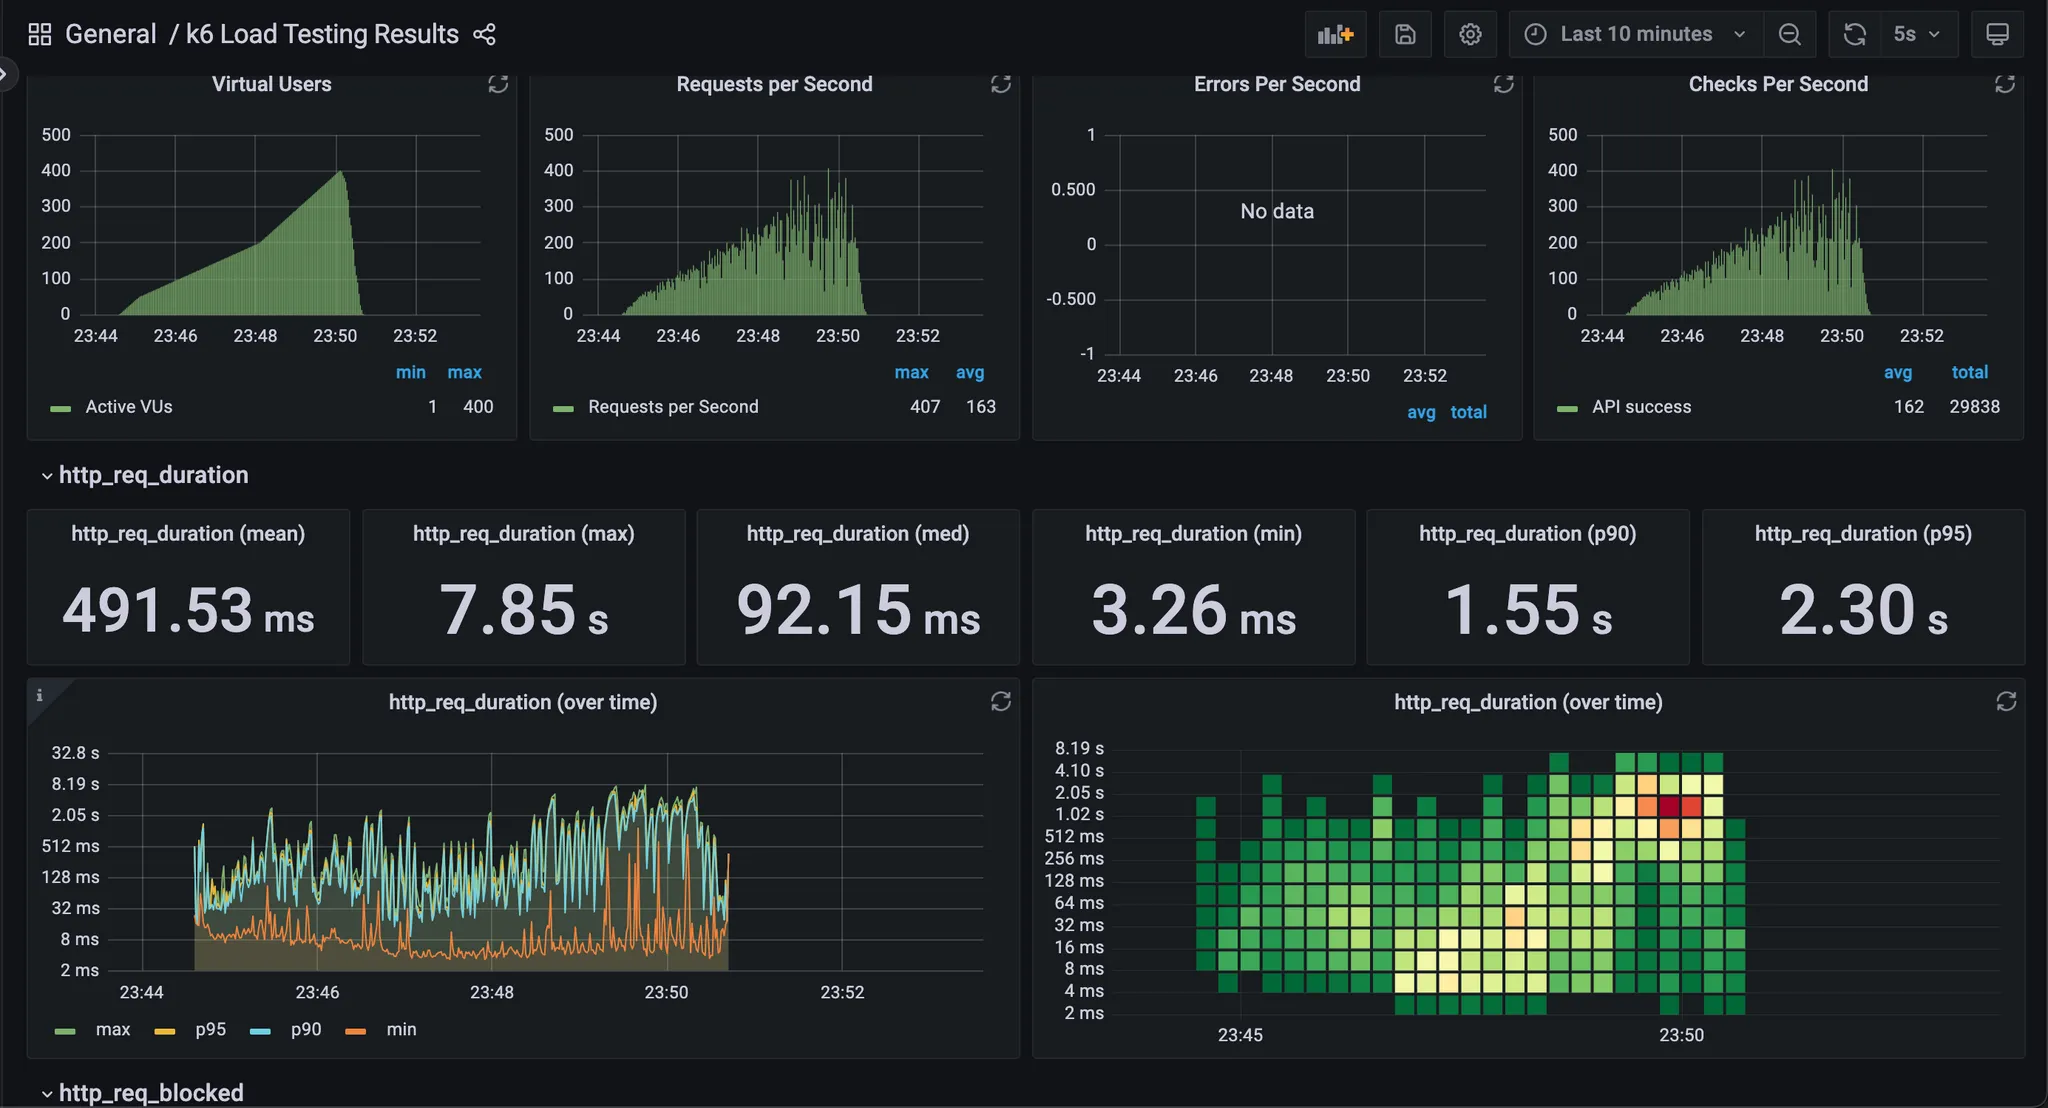 General / k6 Load Testing Results
Last 10 minutes
5s
Virtual Users
500
400
300
200
100
0
23:44 23:46 23:48 23:50 23:52
min max
Active VUs 1 400
Requests per Second
500
400
300
200
100
0
23:44 23:46 23:48 23:50 23:52
max avg
Requests per Second 407 163
Errors Per Second
1
0.500
0
-0.500
-1
No data
23:44 23:46 23:48 23:50 23:52
avg total
Checks Per Second
500
400
300
200
100
0
23:44 23:46 23:48 23:50 23:52
avg total
API success 162 29838
http_req_duration
http_req_duration (mean)
491.53 ms
http_req_duration (max)
7.85 s
http_req_duration (med)
92.15 ms
http_req_duration (min)
3.26 ms
http_req_duration (p90)
1.55 s
http_req_duration (p95)
2.30 s
i
http_req_duration (over time)
32.8 s
8.19 s
2.05 s
512 ms
128 ms
32 ms
8 ms
2 ms
23:44 23:46 23:48 23:50 23:52
max p95 p90 min
http_req_duration (over time)
8.19 s
4.10 s
2.05 s
1.02 s
512 ms
256 ms
128 ms
64 ms
32 ms
16 ms
8 ms
4 ms
2 ms
23:45 23:50
http_req_blocked